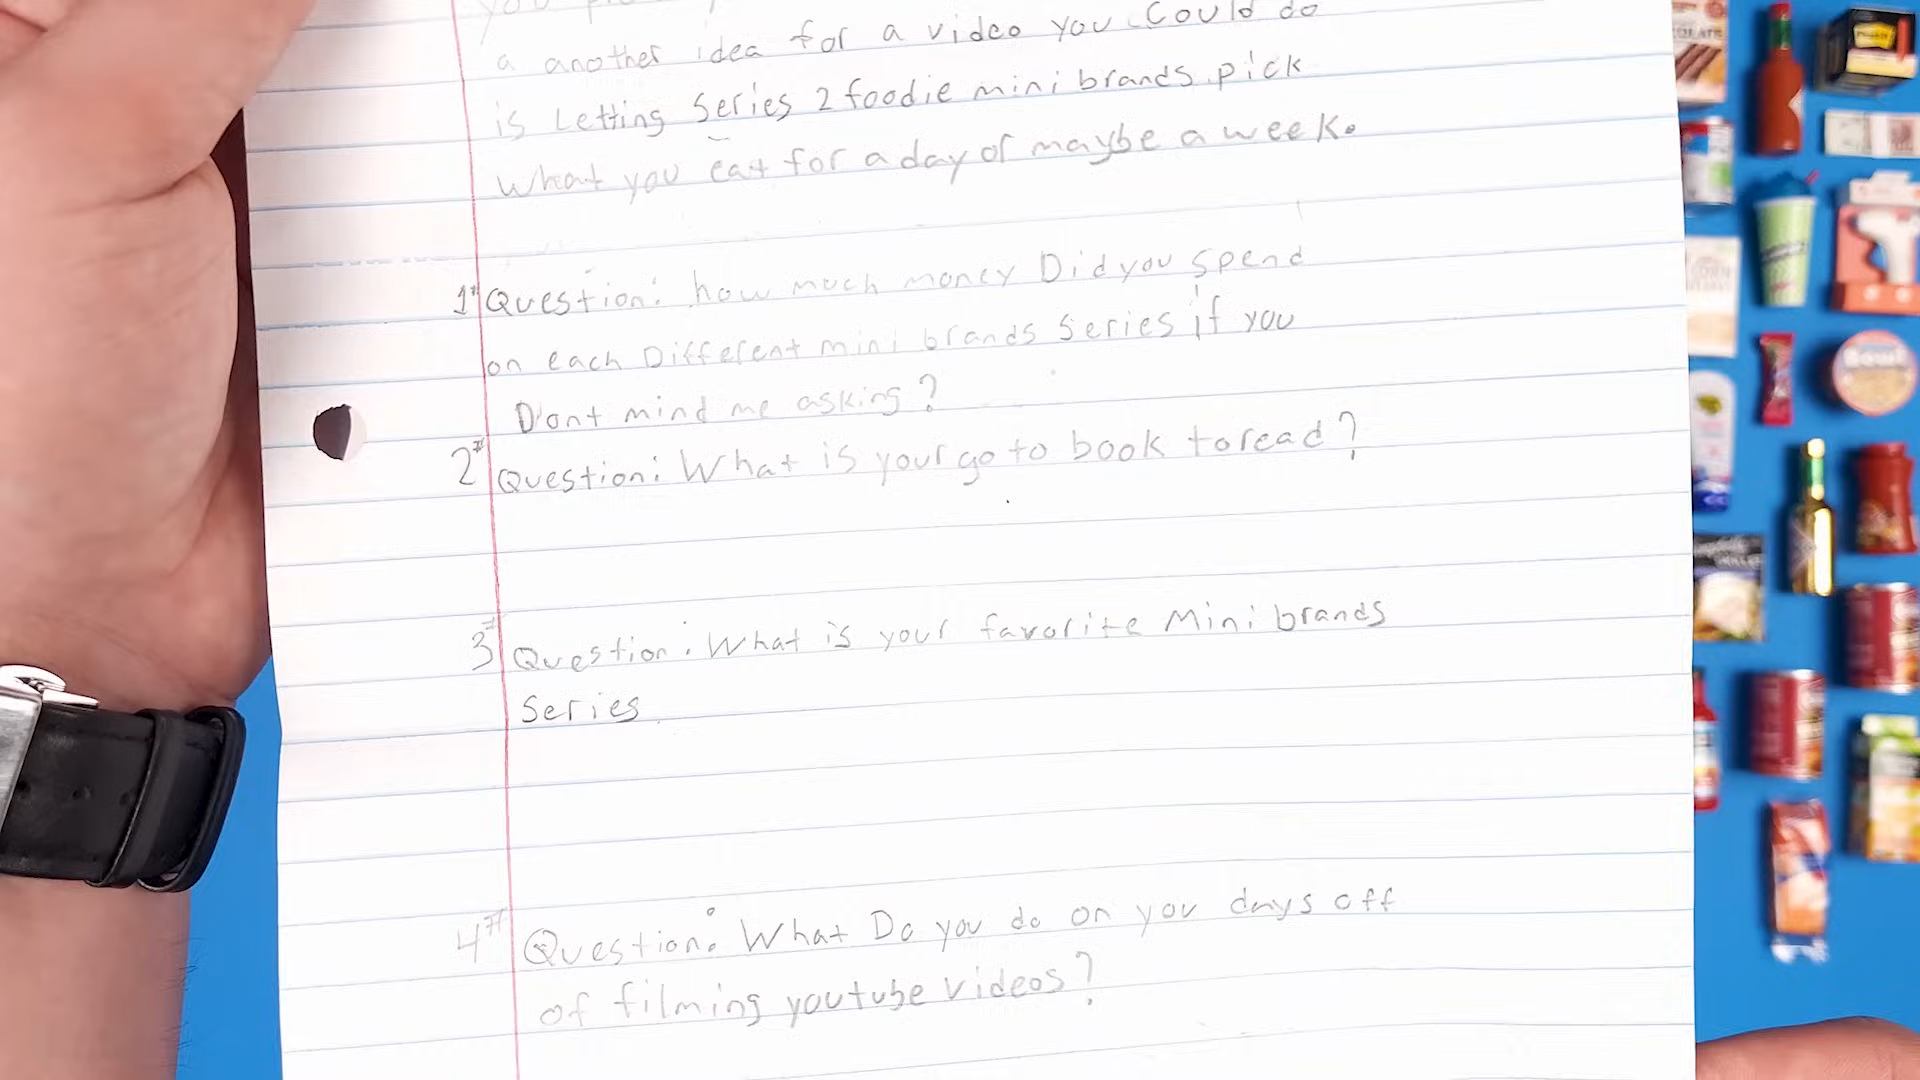 you
a another idea for a video you could do
is Letting Series 2 foodie mini brands pick
What you eat for a day or maybe a week.
1# Question: how much money Did you spend
on each Different mini brands Series if you
Dont mind me asking?
2# Question: What is your go to book to read?
3# Question: What is your favorite Mini brands
Series
4# Question: What Do you do on you days off
of filming youtube videos?
Bowl